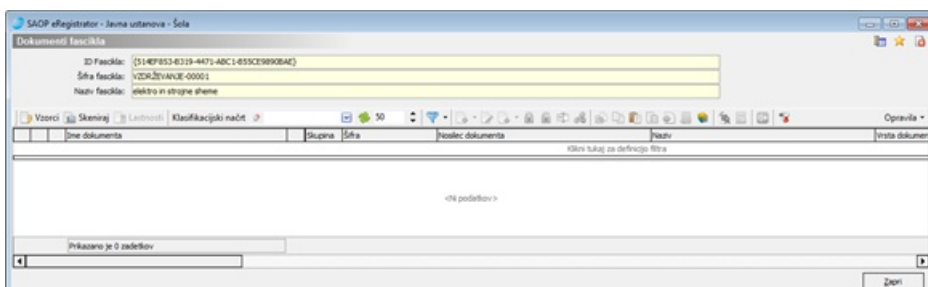 SAOP eRegistrator - Javna ustanova - Šola
Dokumenti fascikla
ID Fascikla: {514EF853-B319-4471-ABC1-B55CE9890BAE}
Šifra fascikla: VZDRŽEVANJE-00001
Naziv fascikla: elektro in strojne sheme
Vzorci Skeniraj Lastnosti Klasifikacijski načrt 50 Opravila
Ime dokumenta Skupina Šifra Nosilec dokumenta Naziv Vrsta dokumen
Klikni tukaj za definicijo filtra
<Ni podatkov>
Prikazano je 0 zadetkov
Zapri